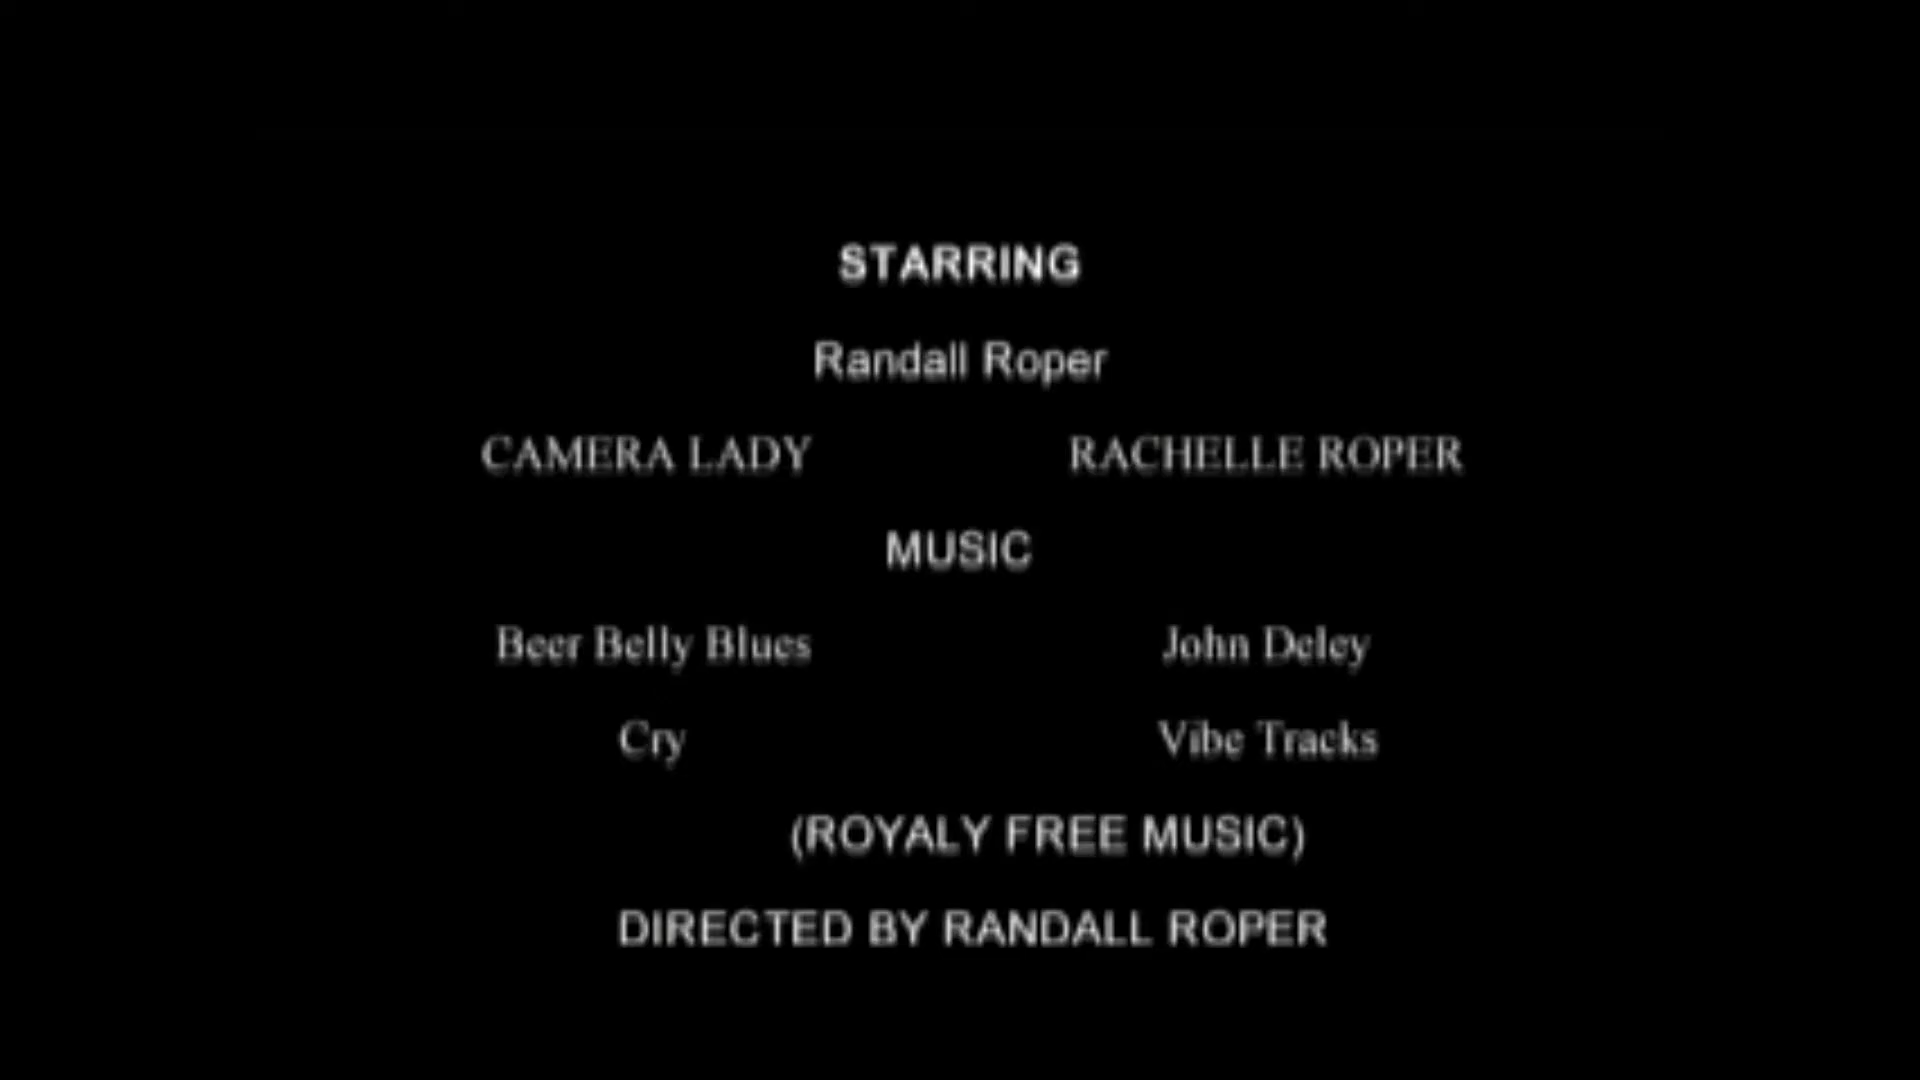 STARRING
Randall Roper
CAMERA LADY RACHELLE ROPER
MUSIC
Beer Belly Blues John Deley
Cry Vibe Tracks
(ROYALY FREE MUSIC)
DIRECTED BY RANDALL ROPER